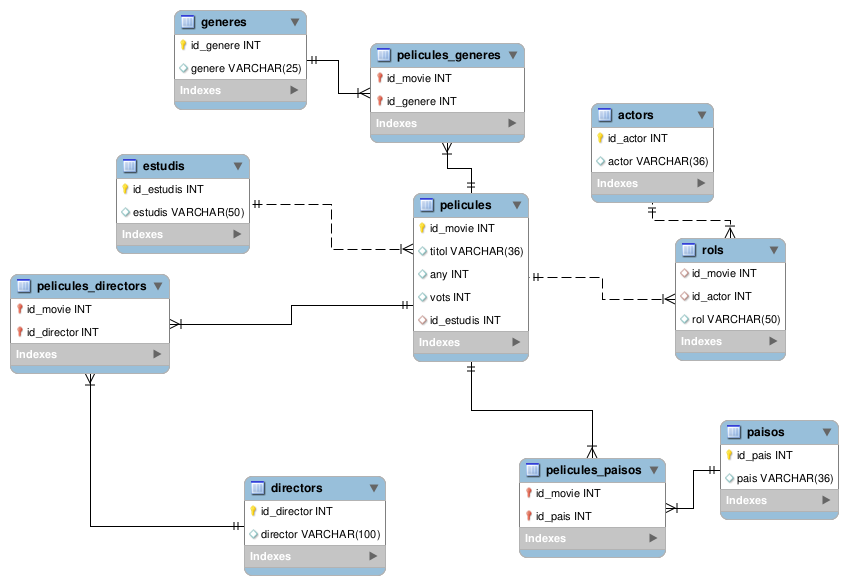 generes
id_genere INT
genere VARCHAR(25)
Indexes
pelicules_generes
id_movie INT
id_genere INT
Indexes
actors
id_actor INT
actor VARCHAR(36)
Indexes
estudis
id_estudis INT
estudis VARCHAR(50)
Indexes
pelicules
id_movie INT
titol VARCHAR(36)
any INT
vots INT
id_estudis INT
Indexes
rols
id_movie INT
id_actor INT
rol VARCHAR(50)
Indexes
pelicules_directors
id_movie INT
id_director INT
Indexes
directors
id_director INT
director VARCHAR(100)
Indexes
pelicules_paisos
id_movie INT
id_pais INT
Indexes
paisos
id_pais INT
pais VARCHAR(36)
Indexes